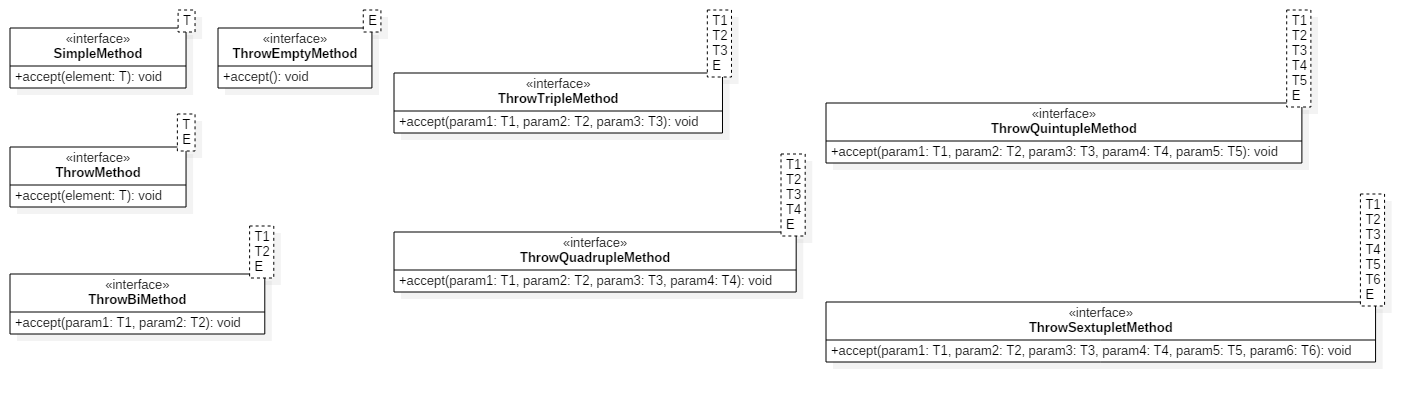 T
«interface»
SimpleMethod
+accept(element: T): void
E
«interface»
ThrowEmptyMethod
+accept(): void
T1
T2
T3
E
«interface»
ThrowTripleMethod
+accept(param1: T1, param2: T2, param3: T3): void
T1
T2
T3
T4
T5
E
«interface»
ThrowQuintupleMethod
+accept(param1: T1, param2: T2, param3: T3, param4: T4, param5: T5): void
T
E
«interface»
ThrowMethod
+accept(element: T): void
T1
T2
T3
T4
E
«interface»
ThrowQuadrupleMethod
+accept(param1: T1, param2: T2, param3: T3, param4: T4): void
T1
T2
E
«interface»
ThrowBiMethod
+accept(param1: T1, param2: T2): void
T1
T2
T3
T4
T5
T6
E
«interface»
ThrowSextupletMethod
+accept(param1: T1, param2: T2, param3: T3, param4: T4, param5: T5, param6: T6): void